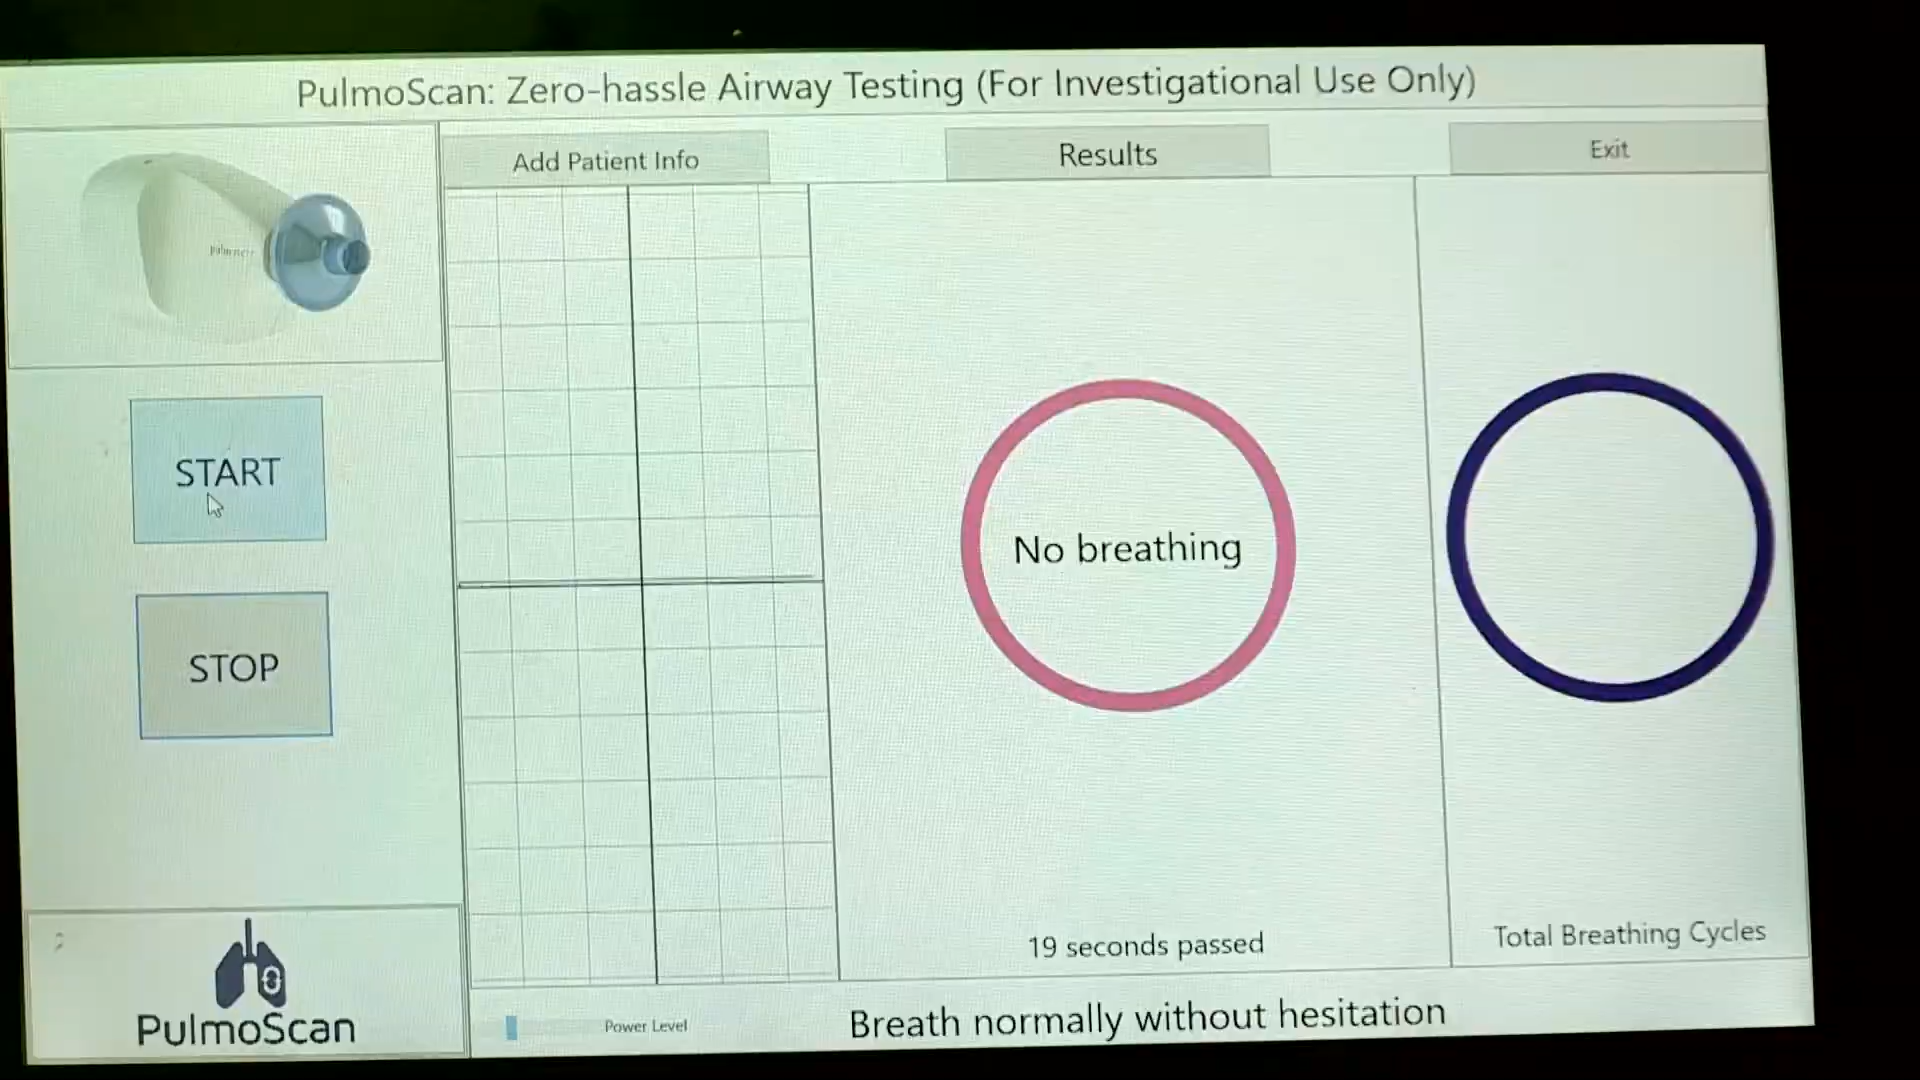 PulmoScan: Zero-hassle Airway Testing (For Investigational Use Only)
Add Patient Info
Results
Exit
START
STOP
No breathing
19 seconds passed
Total Breathing Cycles
PulmoScan
Power Level
Breath normally without hesitation